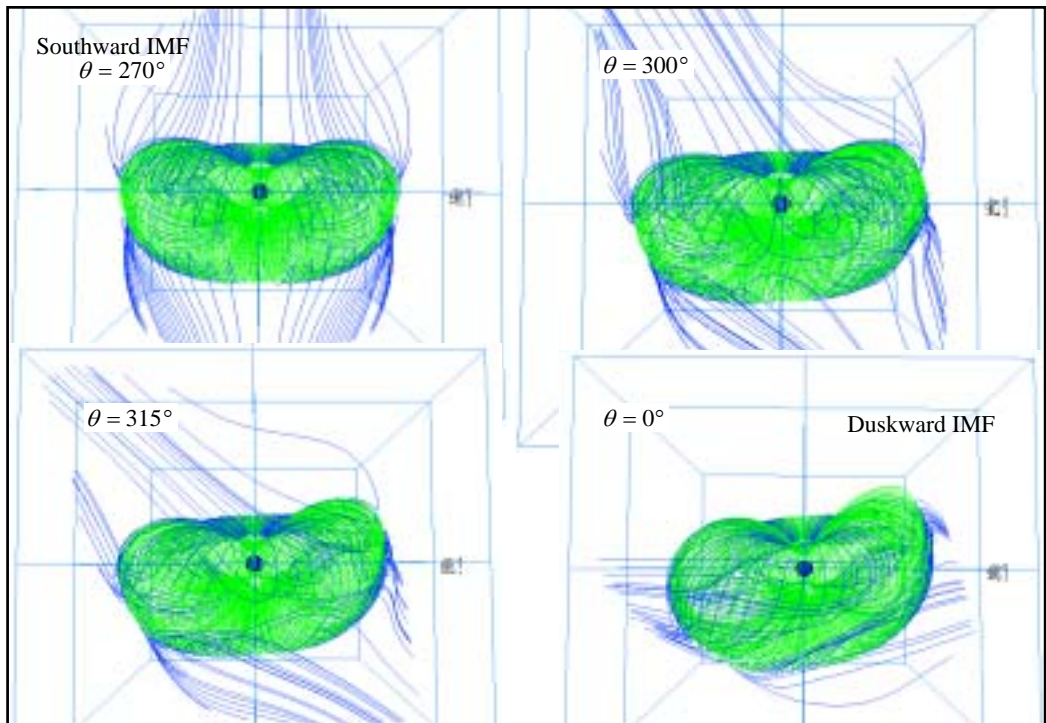 Southward IMF
θ = 270°
θ = 300°
θ = 315°
θ = 0°
Duskward IMF